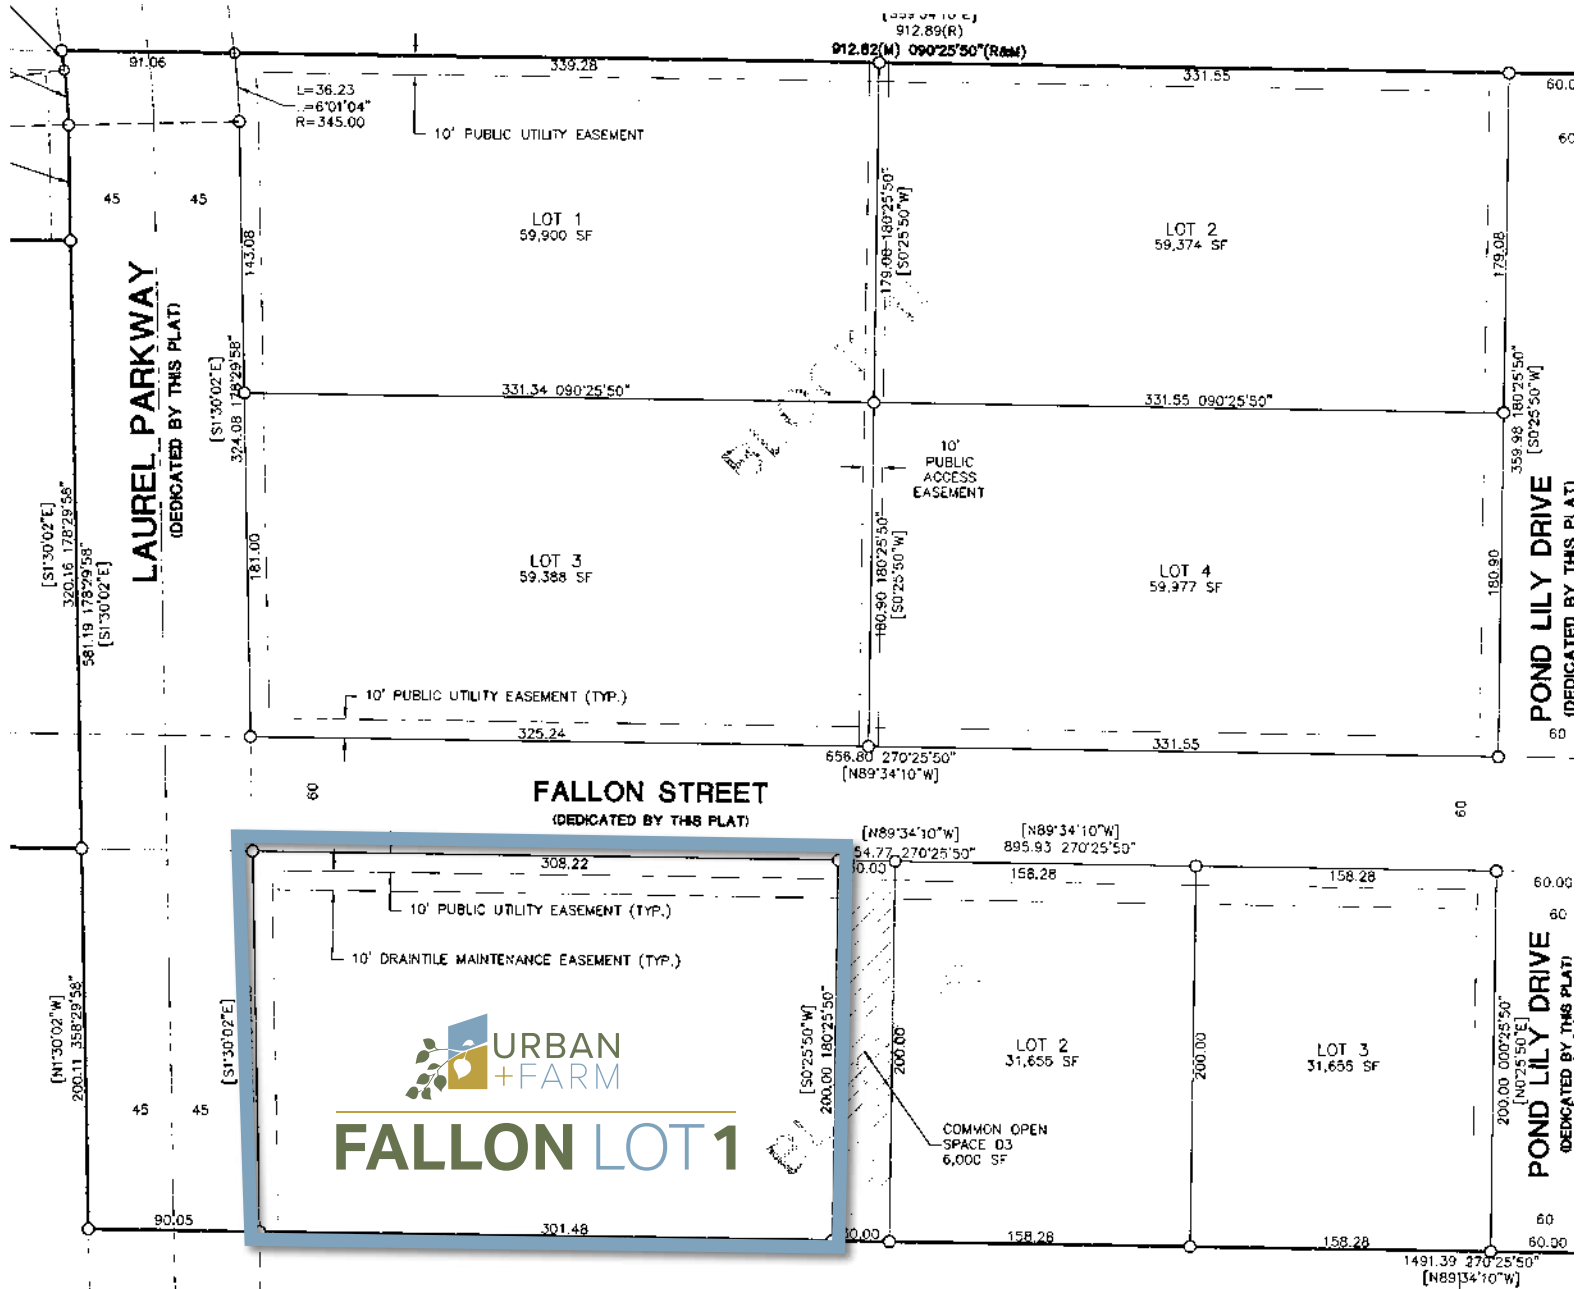 912.89(R)
912.82(M) 090°25'50"(R&M)
91.06
339.28
331.55
60.0
L=36.23
R=345.00
10' PUBLIC UTILITY EASEMENT
60
45
45
LOT 1
59,900 SF
LOT 2
59,374 SF
143.08
179.08 180°25'50"
[S0°25'50"W]
179.08
LAUREL PARKWAY
(DEDICATED BY THIS PLAT)
[S1°30'02"E]
324.08 178°29'58"
331.34 090°25'50"
331.55 090°25'50"
359.98 180°25'50"
[S0°25'50"W]
10'
PUBLIC
ACCESS
EASEMENT
[S1°30'02"E]
320.16 178°29'58"
581.19 178°29'58"
[S1°30'02"E]
181.00
LOT 3
59,388 SF
LOT 4
59,977 SF
180.90 180°25'50"
[S0°25'50"W]
180.90
POND LILY DRIVE
(DEDICATED BY THIS PLAT)
10' PUBLIC UTILITY EASEMENT (TYP.)
325.24
331.55
60
656.80 270°25'50"
[N89°34'10"W]
60
FALLON STREET
(DEDICATED BY THIS PLAT)
60
[N89°34'10"W]
[N89°34'10"W]
54.77 270°25'50"
895.93 270°25'50"
308.22
158.28
158.28
60.00
60
10' PUBLIC UTILITY EASEMENT (TYP.)
10' DRAINTILE MAINTENANCE EASEMENT (TYP.)
[N1°30'02"W]
200.11 358°29'58"
[S1°30'02"E]
[S0°25'50"W]
200.00 180°25'50"
200.00
LOT 2
31,655 SF
200.00
LOT 3
31,655 SF
200.00 000°25'50"
[N0°25'50"E]
POND LILY DRIVE
(DEDICATED BY THIS PLAT)
URBAN
+FARM
FALLON LOT 1
45
45
COMMON OPEN
SPACE D3
6,000 SF
90.05
301.48
158.28
158.28
60
60.00
1491.39 270°25'50"
[N89°34'10"W]